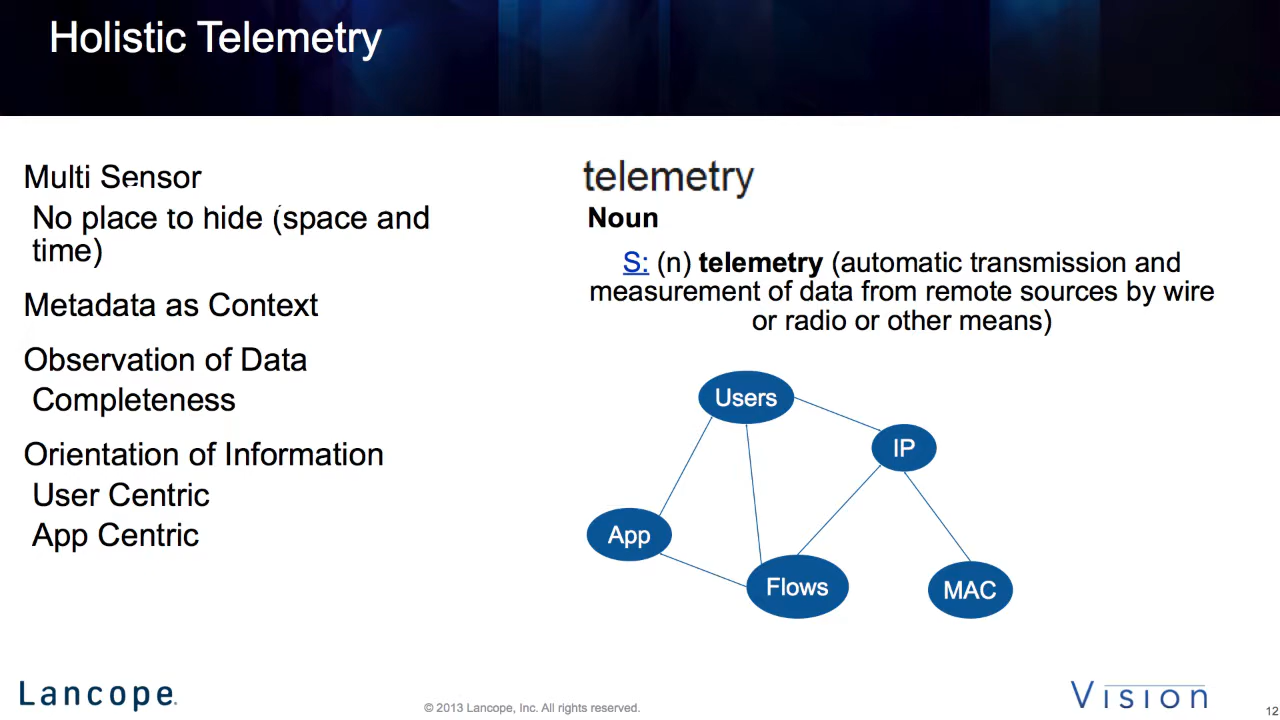 Holistic Telemetry
Multi Sensor
No place to hide (space and
time)
Metadata as Context
Observation of Data
Completeness
Orientation of Information
User Centric
App Centric
telemetry
Noun
S: (n) telemetry (automatic transmission and
measurement of data from remote sources by wire
or radio or other means)
Users
IP
App
Flows
MAC
Lancope.
© 2013 Lancope, Inc. All rights reserved.
Vision
12